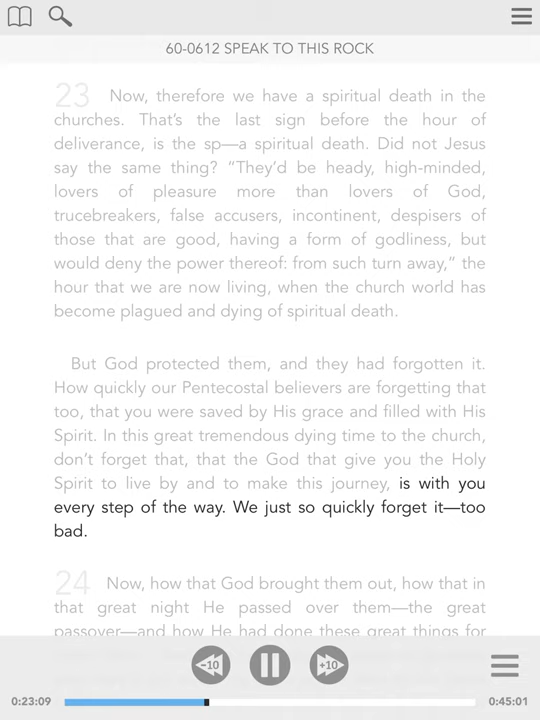 60-0612 SPEAK TO THIS ROCK
23 Now, therefore we have a spiritual death in the
churches. That's the last sign before the hour of
deliverance, is the sp—a spiritual death. Did not Jesus
say the same thing? “They'd be heady, high-minded,
lovers of pleasure more than lovers of God,
trucebreakers, false accusers, incontinent, despisers of
those that are good, having a form of godliness, but
would deny the power thereof: from such turn away,” the
hour that we are now living, when the church world has
become plagued and dying of spiritual death.
But God protected them, and they had forgotten it.
How quickly our Pentecostal believers are forgetting that
too, that you were saved by His grace and filled with His
Spirit. In this great tremendous dying time to the church,
don't forget that, that the God that give you the Holy
Spirit to live by and to make this journey, is with you
every step of the way. We just so quickly forget it—too
bad.
24 Now, how that God brought them out, how that in
that great night He passed over them—the great
passover—and how He had done these great things for
-10
+10
0:23:09
0:45:01